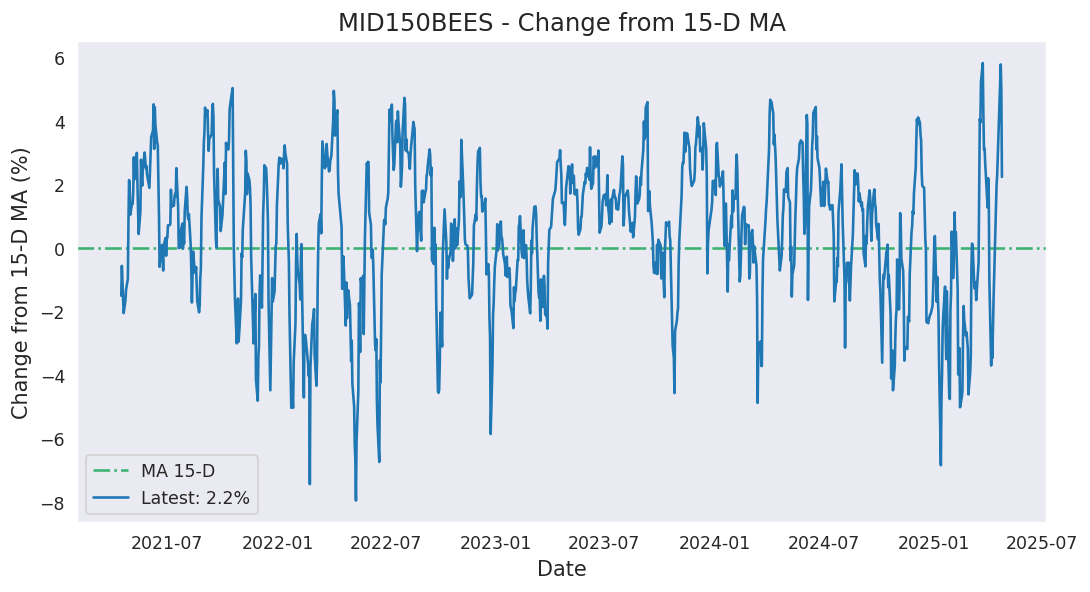 MID150BEES - Change from 15-D MA
Change from 15-D MA (%)
6
4
2
0
−2
−4
−6
−8
MA 15-D
Latest: 2.2%
2021-07 2022-01 2022-07 2023-01 2023-07 2024-01 2024-07 2025-01 2025-07
Date